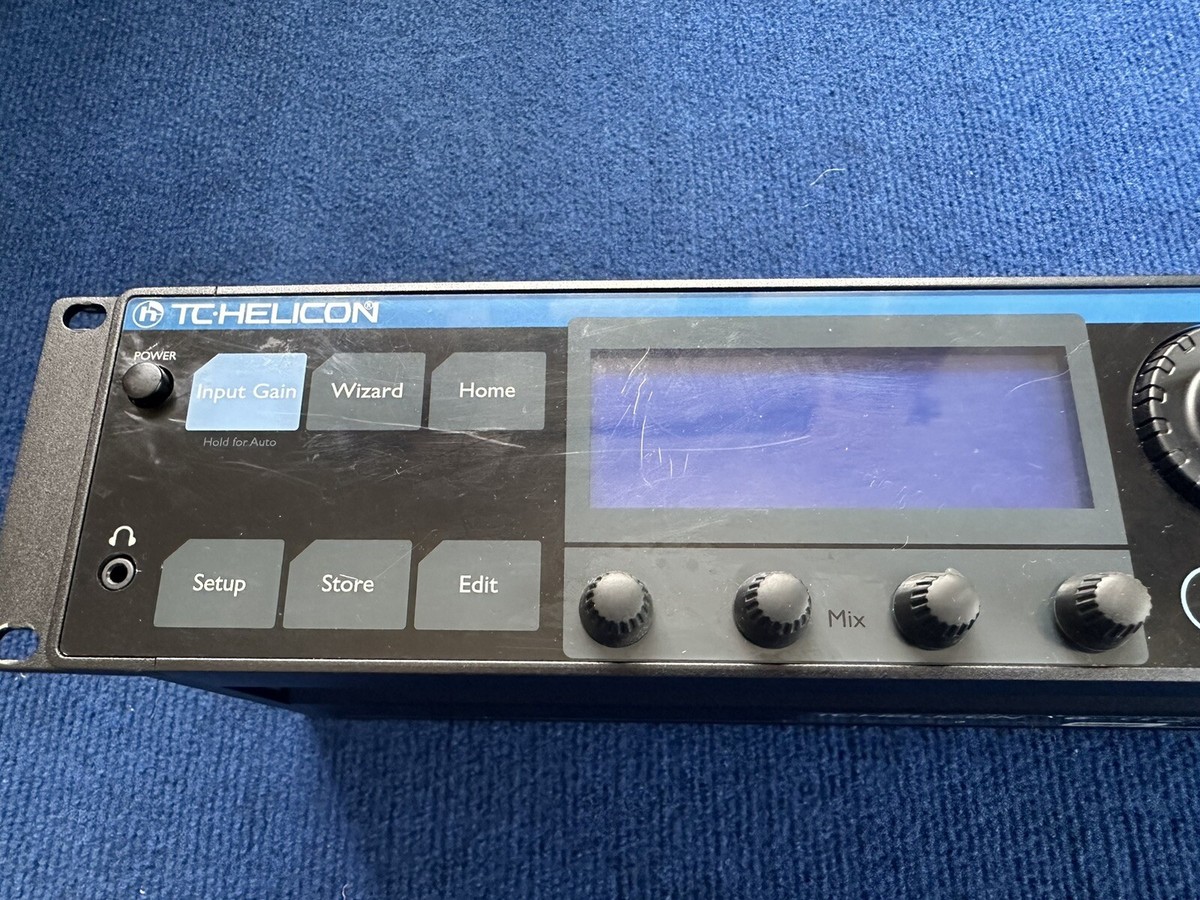 TC·HELICON®
POWER
Input Gain
Wizard
Home
Hold for Auto
Setup
Store
Edit
Mix